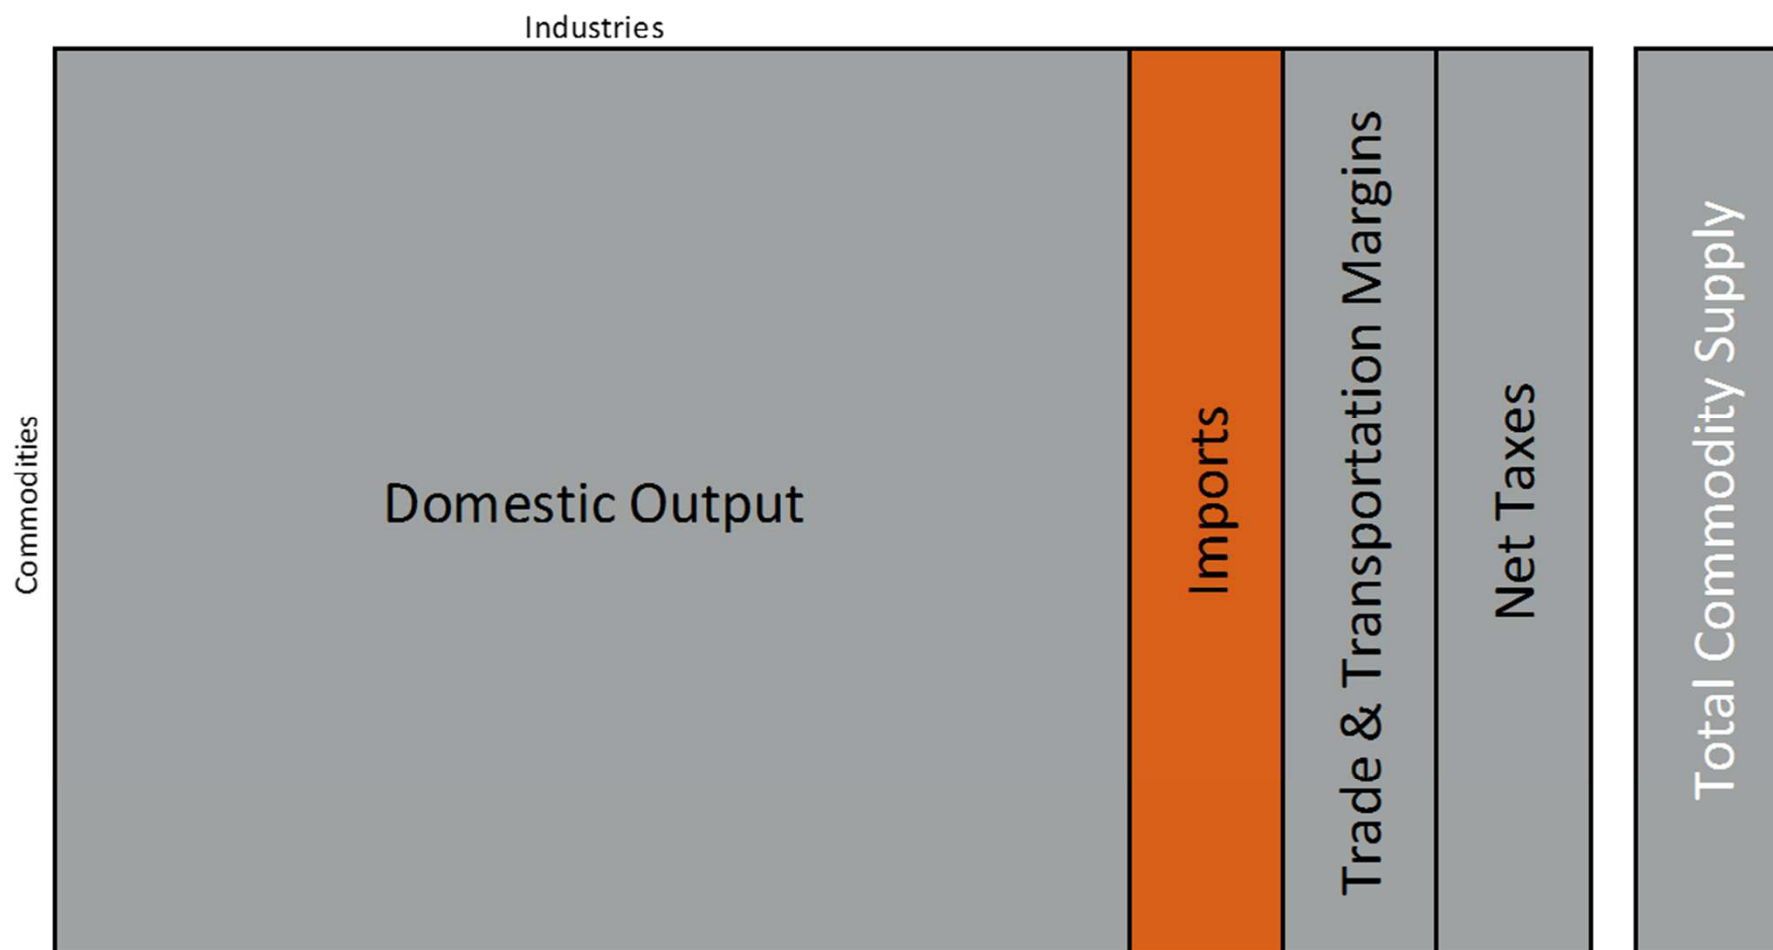 Industries
Commodities
Domestic Output
Imports
Trade & Transportation Margins
Net Taxes
Total Commodity Supply